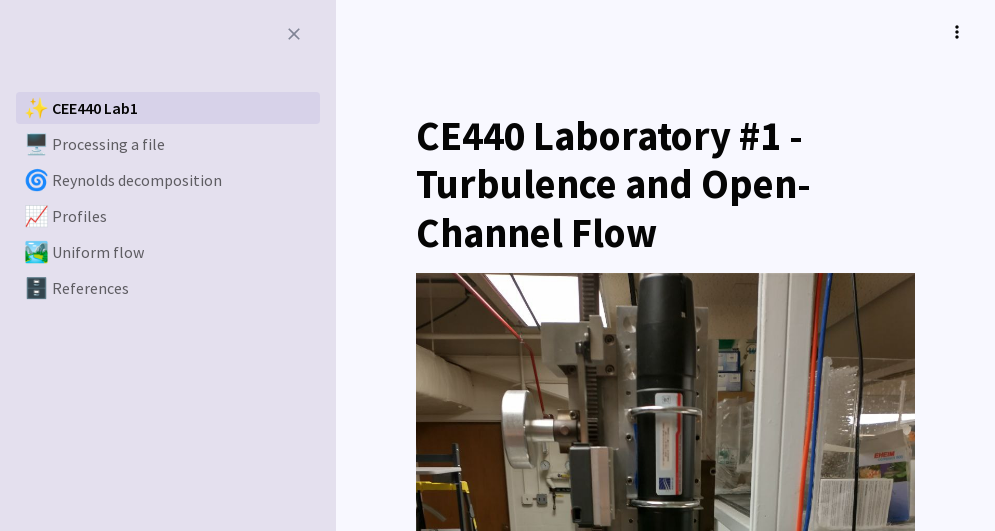 CEE440 Lab1
Processing a file
Reynolds decomposition
Profiles
Uniform flow
References
CE440 Laboratory #1 -
Turbulence and Open-
Channel Flow